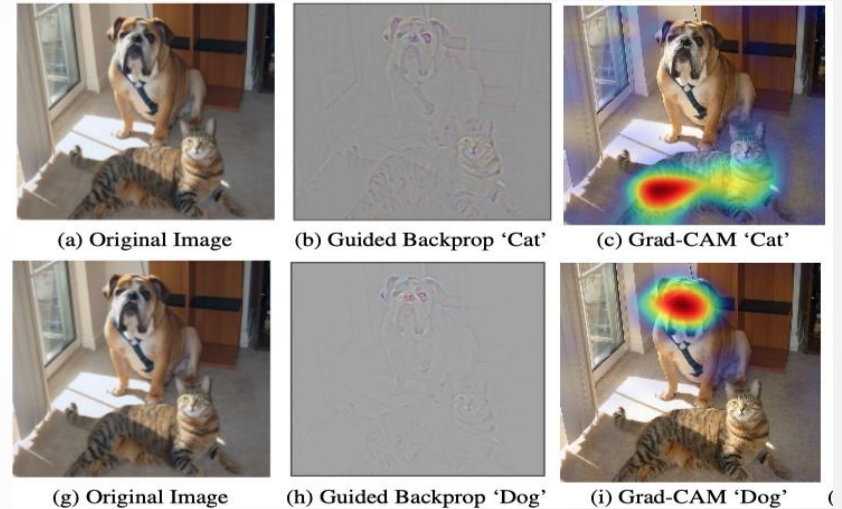 (a) Original Image (b) Guided Backprop ‘Cat’ (c) Grad-CAM ‘Cat’
(g) Original Image (h) Guided Backprop ‘Dog’ (i) Grad-CAM ‘Dog’ (